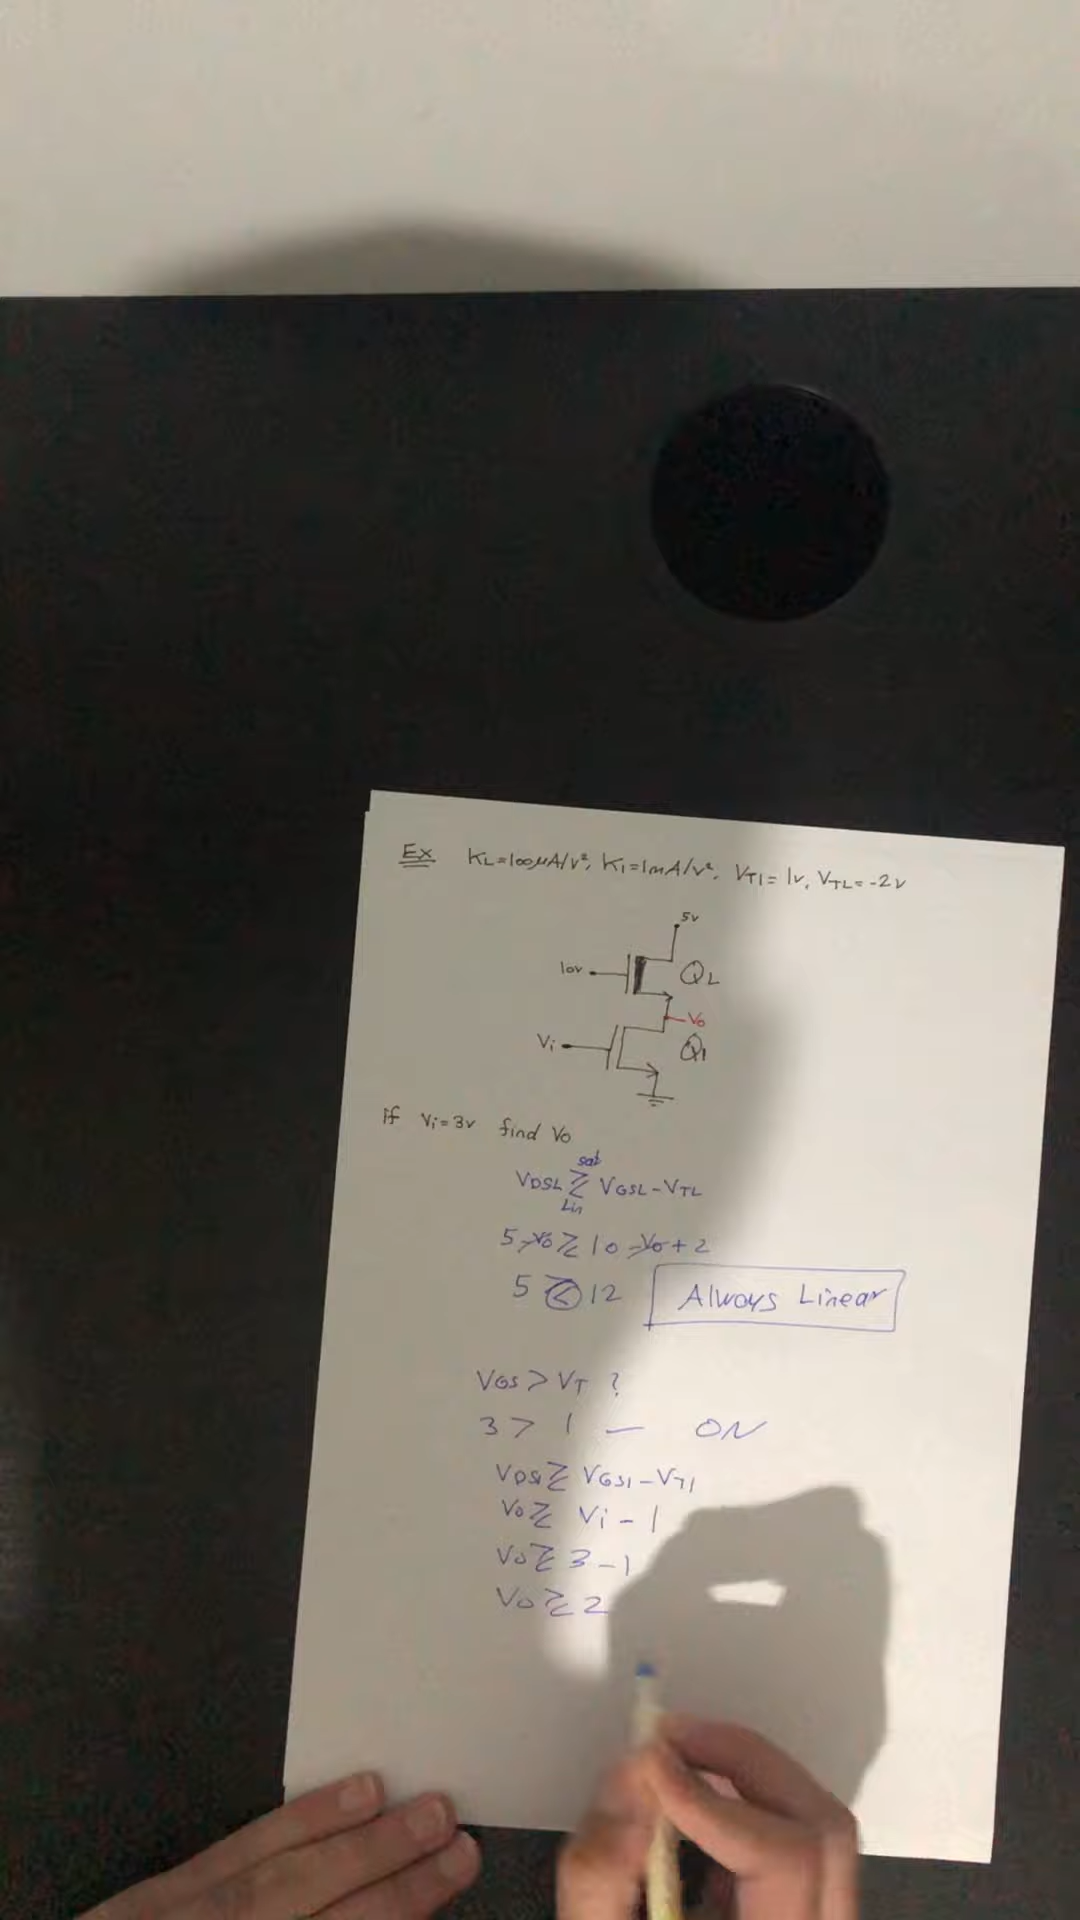 Ex KL=100μA/V², K1=1mA/V², VT1=1V, VTL=-2V
5V
10V
QL
Vo
Vi
Q1
If Vi=3V find Vo
sat
VDSL ≷ VGSL-VTL
Lin
5-Vo ≷ 10-Vo+2
5 < 12 Always Linear
VGS > VT ?
3 > 1 — ON
VDS1 ≷ VGS1-VT1
Vo ≷ Vi-1
Vo ≷ 3-1
Vo ≷ 2